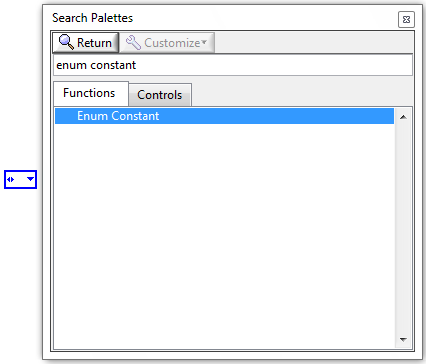 Search Palettes
Return Customize
enum constant
Functions Controls
Enum Constant